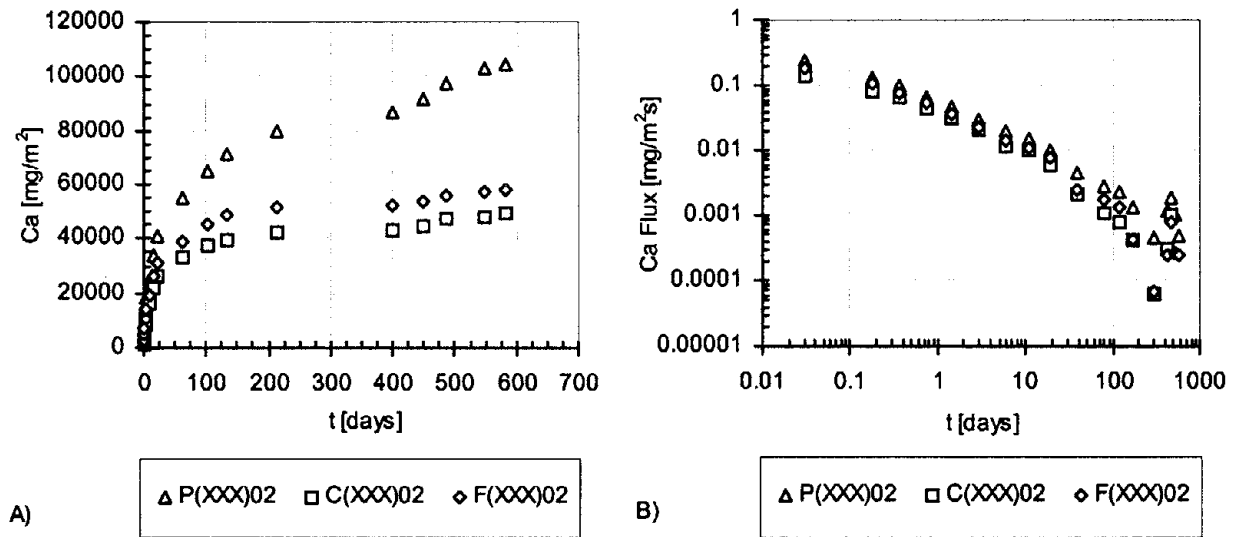 120000
100000
80000
60000
40000
20000
0
Ca [mg/m²]
0 100 200 300 400 500 600 700
t [days]
△ P(XXX)02 □ C(XXX)02 ◇ F(XXX)02
A)
1
0.1
0.01
0.001
0.0001
0.00001
Ca Flux [mg/m²s]
0.01 0.1 1 10 100 1000
t [days]
△ P(XXX)02 □ C(XXX)02 ◇ F(XXX)02
B)